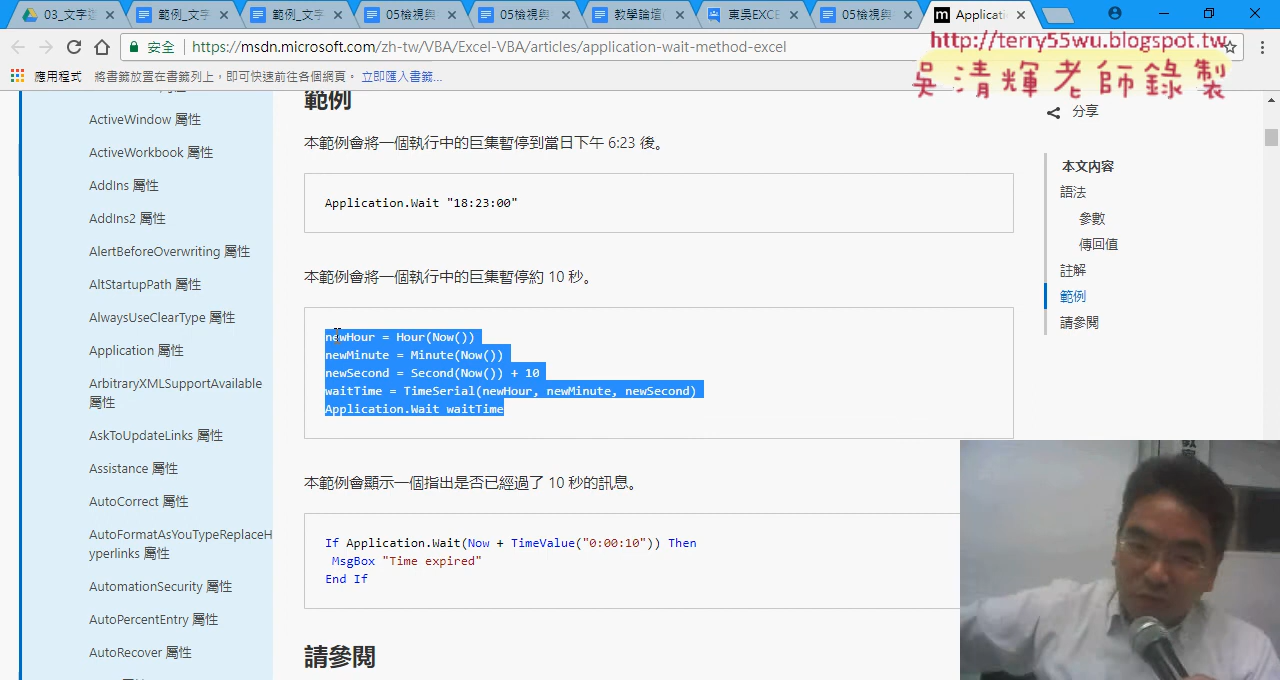 03_文字
範例_文字
範例_文字
05檢視與
05檢視與
教學論壇
東吳EXCE
05檢視與
Applicati
安全
https://msdn.microsoft.com/zh-tw/VBA/Excel-VBA/articles/application-wait-method-excel
http://terry55wu.blogspot.tw
吳清輝老師錄製
應用程式
將書籤放置在書籤列上，即可快速前往各個網頁。
立即匯入書籤...
ActiveWindow 屬性
ActiveWorkbook 屬性
AddIns 屬性
AddIns2 屬性
AlertBeforeOverwriting 屬性
AltStartupPath 屬性
AlwaysUseClearType 屬性
Application 屬性
ArbitraryXMLSupportAvailable
屬性
AskToUpdateLinks 屬性
Assistance 屬性
AutoCorrect 屬性
AutoFormatAsYouTypeReplaceH
yperlinks 屬性
AutomationSecurity 屬性
AutoPercentEntry 屬性
AutoRecover 屬性
範例
本範例會將一個執行中的巨集暫停到當日下午 6:23 後。
Application.Wait "18:23:00"
本範例會將一個執行中的巨集暫停約 10 秒。
newHour = Hour(Now())
newMinute = Minute(Now())
newSecond = Second(Now()) + 10
waitTime = TimeSerial(newHour, newMinute, newSecond)
Application.Wait waitTime
本範例會顯示一個指出是否已經過了 10 秒的訊息。
If Application.Wait(Now + TimeValue("0:00:10")) Then
MsgBox "Time expired"
End If
請參閱
分享
本文內容
語法
參數
傳回值
註解
範例
請參閱